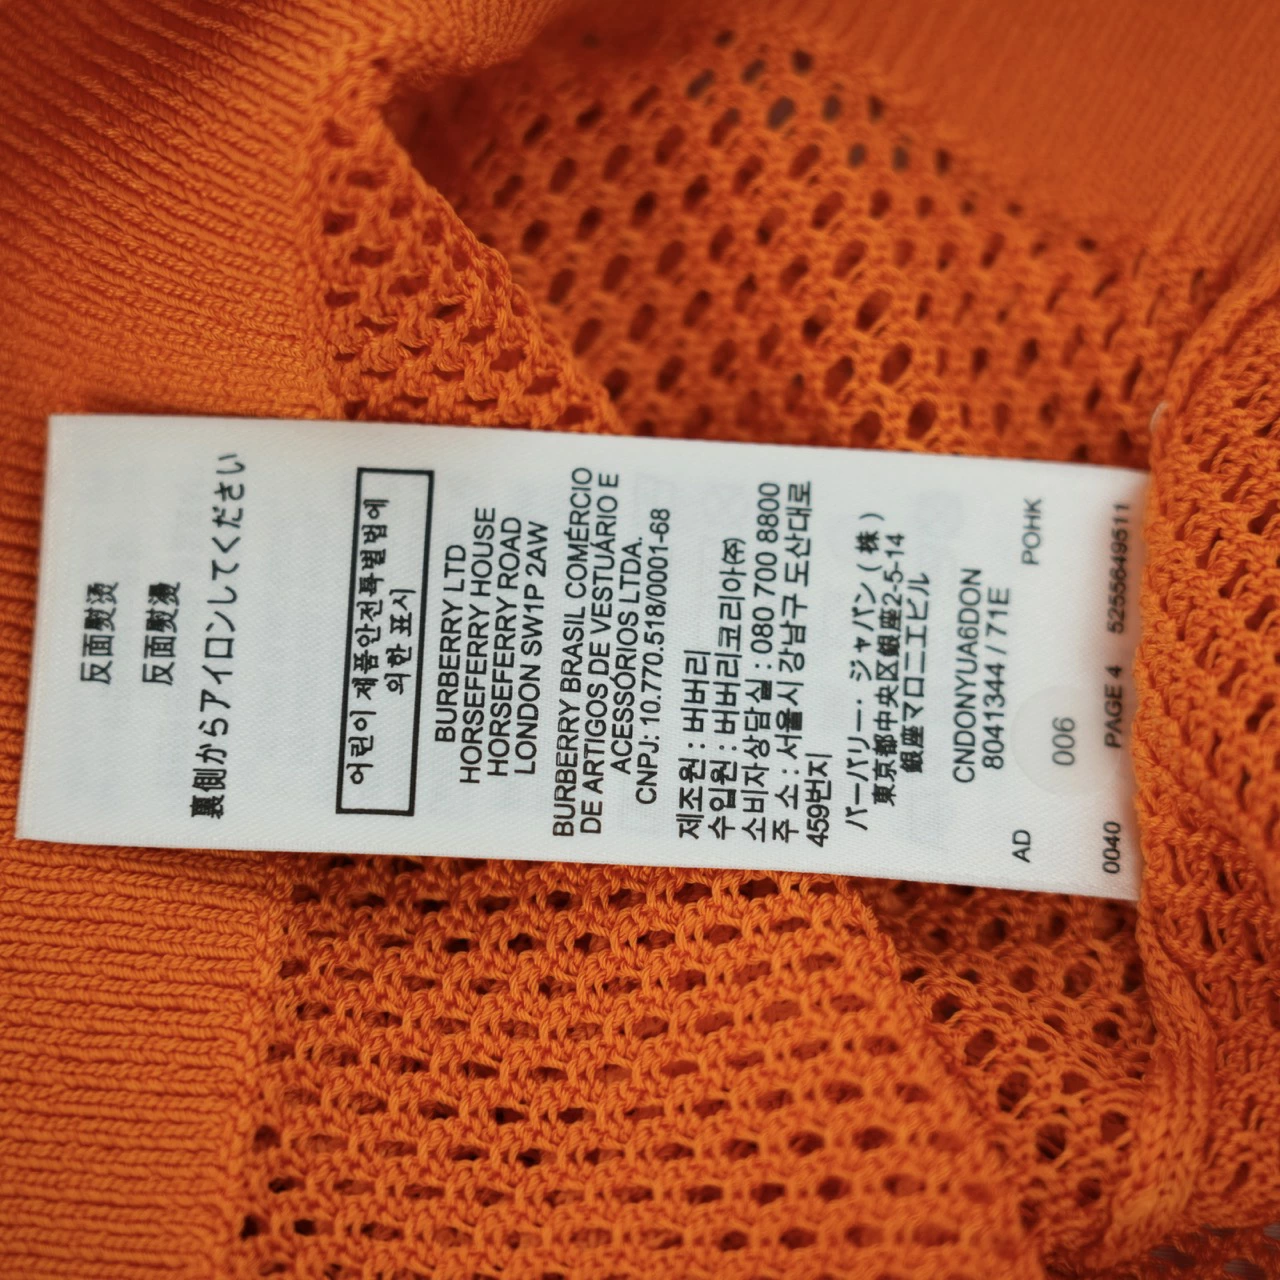 反面熨烫
反面熨燙
裏側からアイロンしてください
어린이 제품안전특별법에
의한 표시
BURBERRY LTD
HORSEFERRY HOUSE
HORSEFERRY ROAD
LONDON SW1P 2AW
BURBERRY BRASIL COMÉRCIO
DE ARTIGOS DE VESTUÁRIO E
ACESSÓRIOS LTDA.
CNPJ: 10.770.518/0001-68
제조원 : 버버리
수입원 : 버버리코리아(주)
소비자상담실 : 080 700 8800
주 소 : 서울시 강남구 도산대로
459번지
バーバリー・ジャパン ( 株 )
東京都中央区銀座2-5-14
銀座マロニエビル
CNDONYUA6DON
8041344 / 71E
AD POHK
006
0040 PAGE 4 5255649511